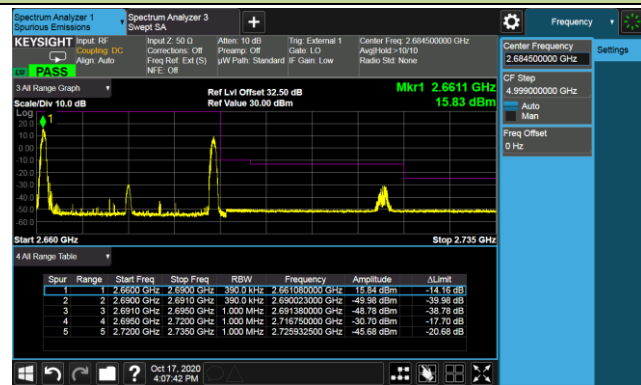 Spectrum Analyzer 1
Spurious Emissions
Spectrum Analyzer 3
Swept SA
Frequency
KEYSIGHT
Input: RF
Coupling: DC
Align: Auto
Input Z: 50 Ω
Corrections: Off
Freq Ref: Ext (S)
NFE: Off
Atten: 10 dB
Preamp: Off
µW Path: Standard
Trig: External 1
Gate: LO
IF Gain: Low
Center Freq: 2.684500000 GHz
Avg|Hold:>10/10
Radio Std: None
PASS
Center Frequency
2.684500000 GHz
Settings
CF Step
4.999000000 GHz
Auto
Man
Freq Offset
0 Hz
3 All Range Graph
Ref Lvl Offset 32.50 dB
Mkr1 2.6611 GHz
Scale/Div 10.0 dB
Ref Value 30.00 dBm
15.83 dBm
Log
1
20.0
10.0
0.00
-10.0
-20.0
-30.0
-40.0
-50.0
-60.0
Start 2.660 GHz
Stop 2.735 GHz
4 All Range Table
Spur Range Start Freq Stop Freq RBW Frequency Amplitude ΔLimit
1 1 2.6600 GHz 2.6900 GHz 390.0 kHz 2.661080000 GHz 15.84 dBm -14.16 dB
2 2 2.6900 GHz 2.6910 GHz 390.0 kHz 2.690023000 GHz -49.98 dBm -39.98 dB
3 3 2.6910 GHz 2.6950 GHz 1.000 MHz 2.691380000 GHz -48.78 dBm -38.78 dB
4 4 2.6950 GHz 2.7200 GHz 1.000 MHz 2.716750000 GHz -30.70 dBm -17.70 dB
5 5 2.7200 GHz 2.7350 GHz 1.000 MHz 2.725932500 GHz -45.68 dBm -20.68 dB
Oct 17, 2020
4:07:42 PM